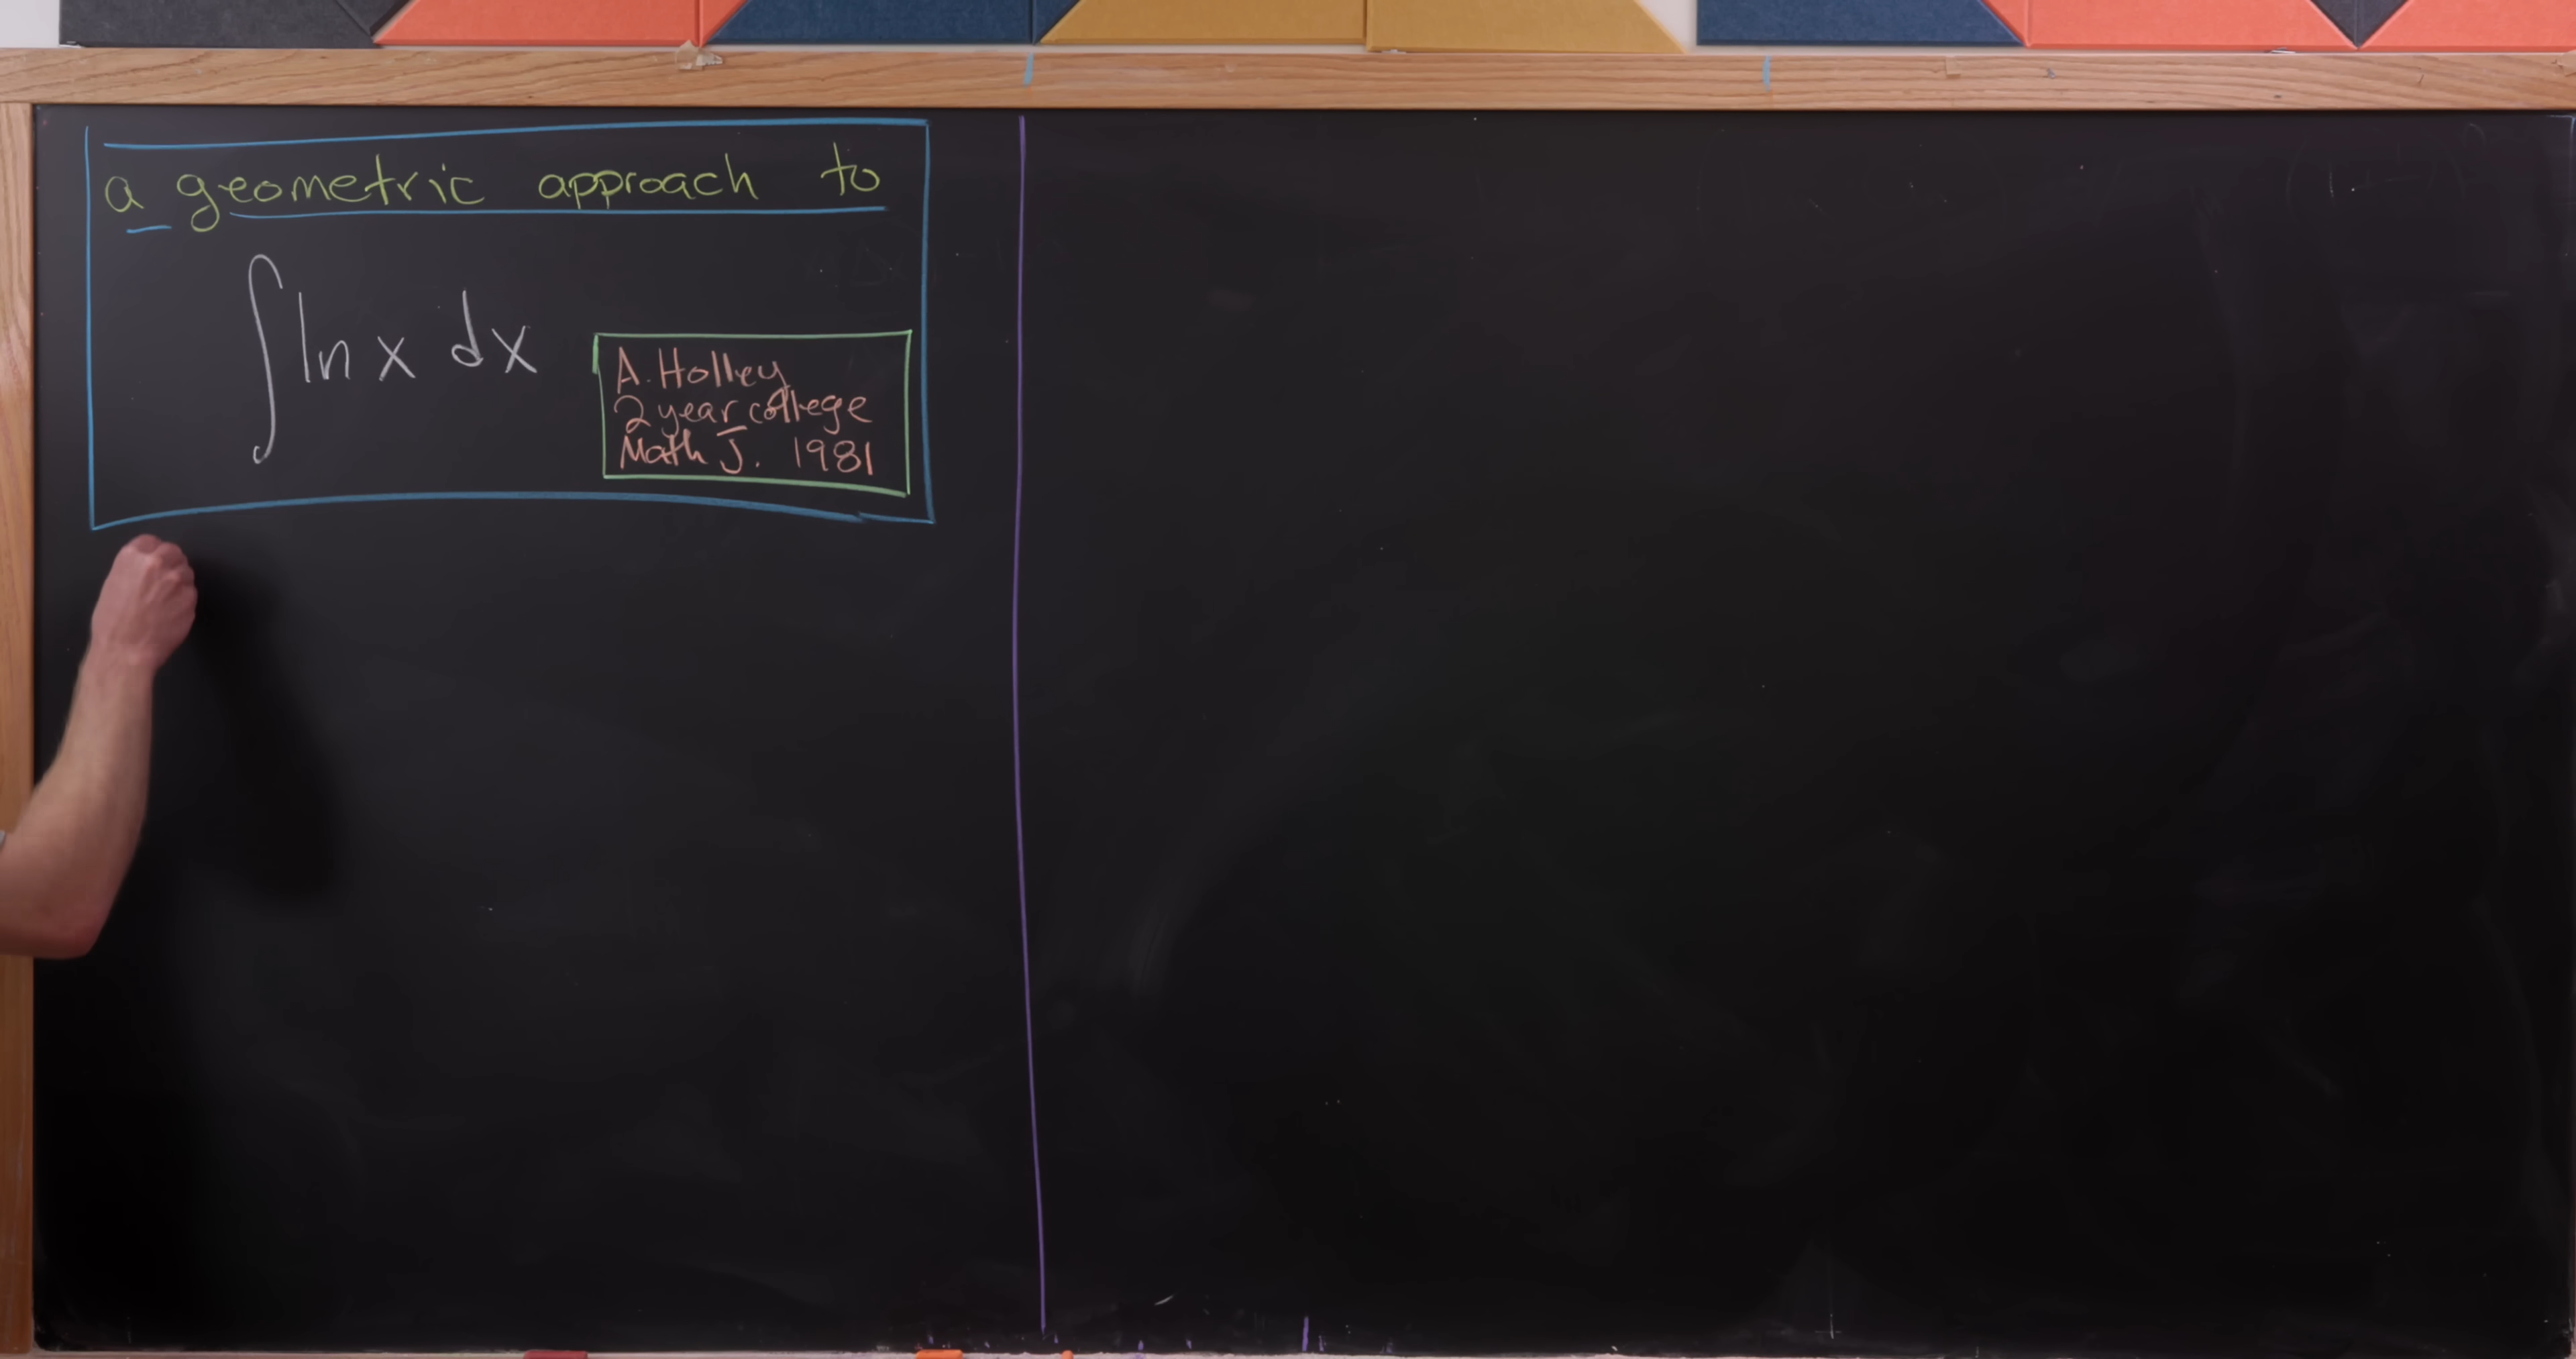 a geometric approach to
∫ ln x dx
A. Holley
2 year college
Math J. 1981